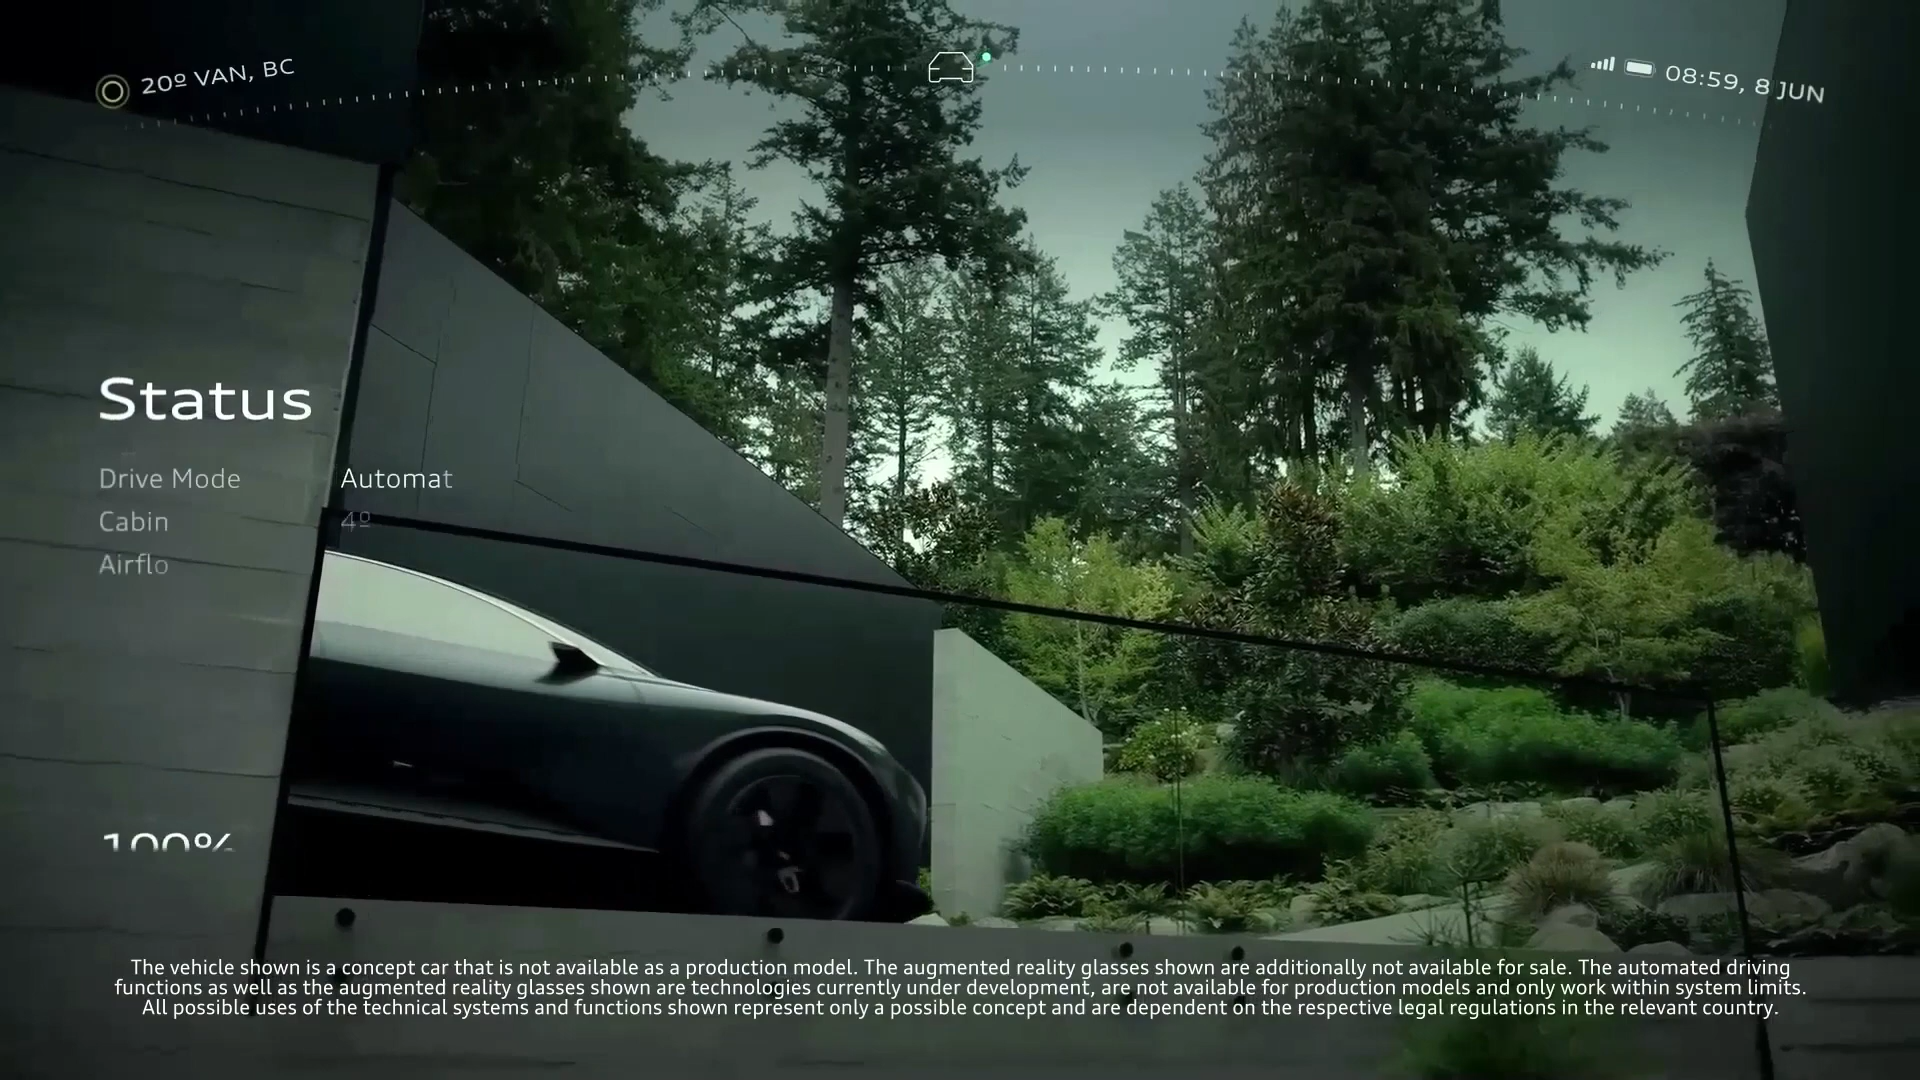 20º VAN, BC
08:59, 8 JUN
Status
Drive Mode Automat
Cabin 4º
Airflo
100%
The vehicle shown is a concept car that is not available as a production model. The augmented reality glasses shown are additionally not available for sale. The automated driving
functions as well as the augmented reality glasses shown are technologies currently under development, are not available for production models and only work within system limits.
All possible uses of the technical systems and functions shown represent only a possible concept and are dependent on the respective legal regulations in the relevant country.